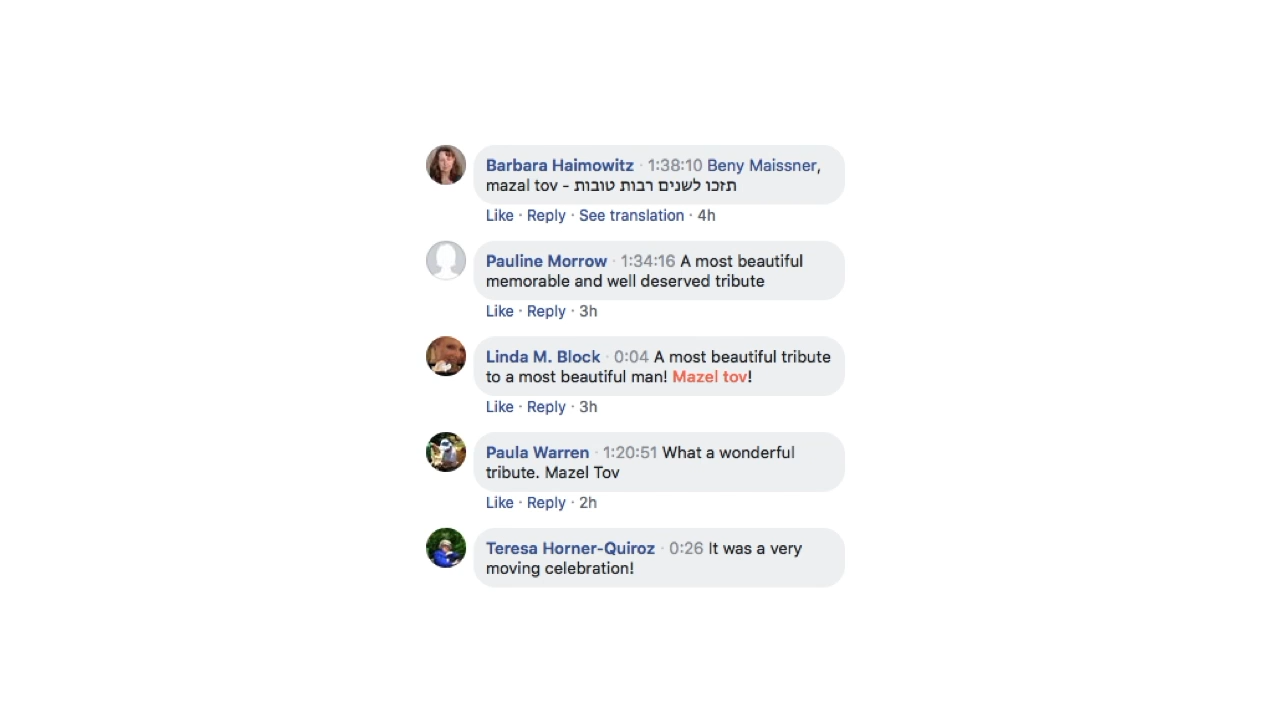 Barbara Haimowitz · 1:38:10 Beny Maissner,
mazal tov - תזכו לשנים רבות טובות
Like · Reply · See translation · 4h
Pauline Morrow · 1:34:16 A most beautiful
memorable and well deserved tribute
Like · Reply · 3h
Linda M. Block · 0:04 A most beautiful tribute
to a most beautiful man! Mazel tov!
Like · Reply · 3h
Paula Warren · 1:20:51 What a wonderful
tribute. Mazel Tov
Like · Reply · 2h
Teresa Horner-Quiroz · 0:26 It was a very
moving celebration!